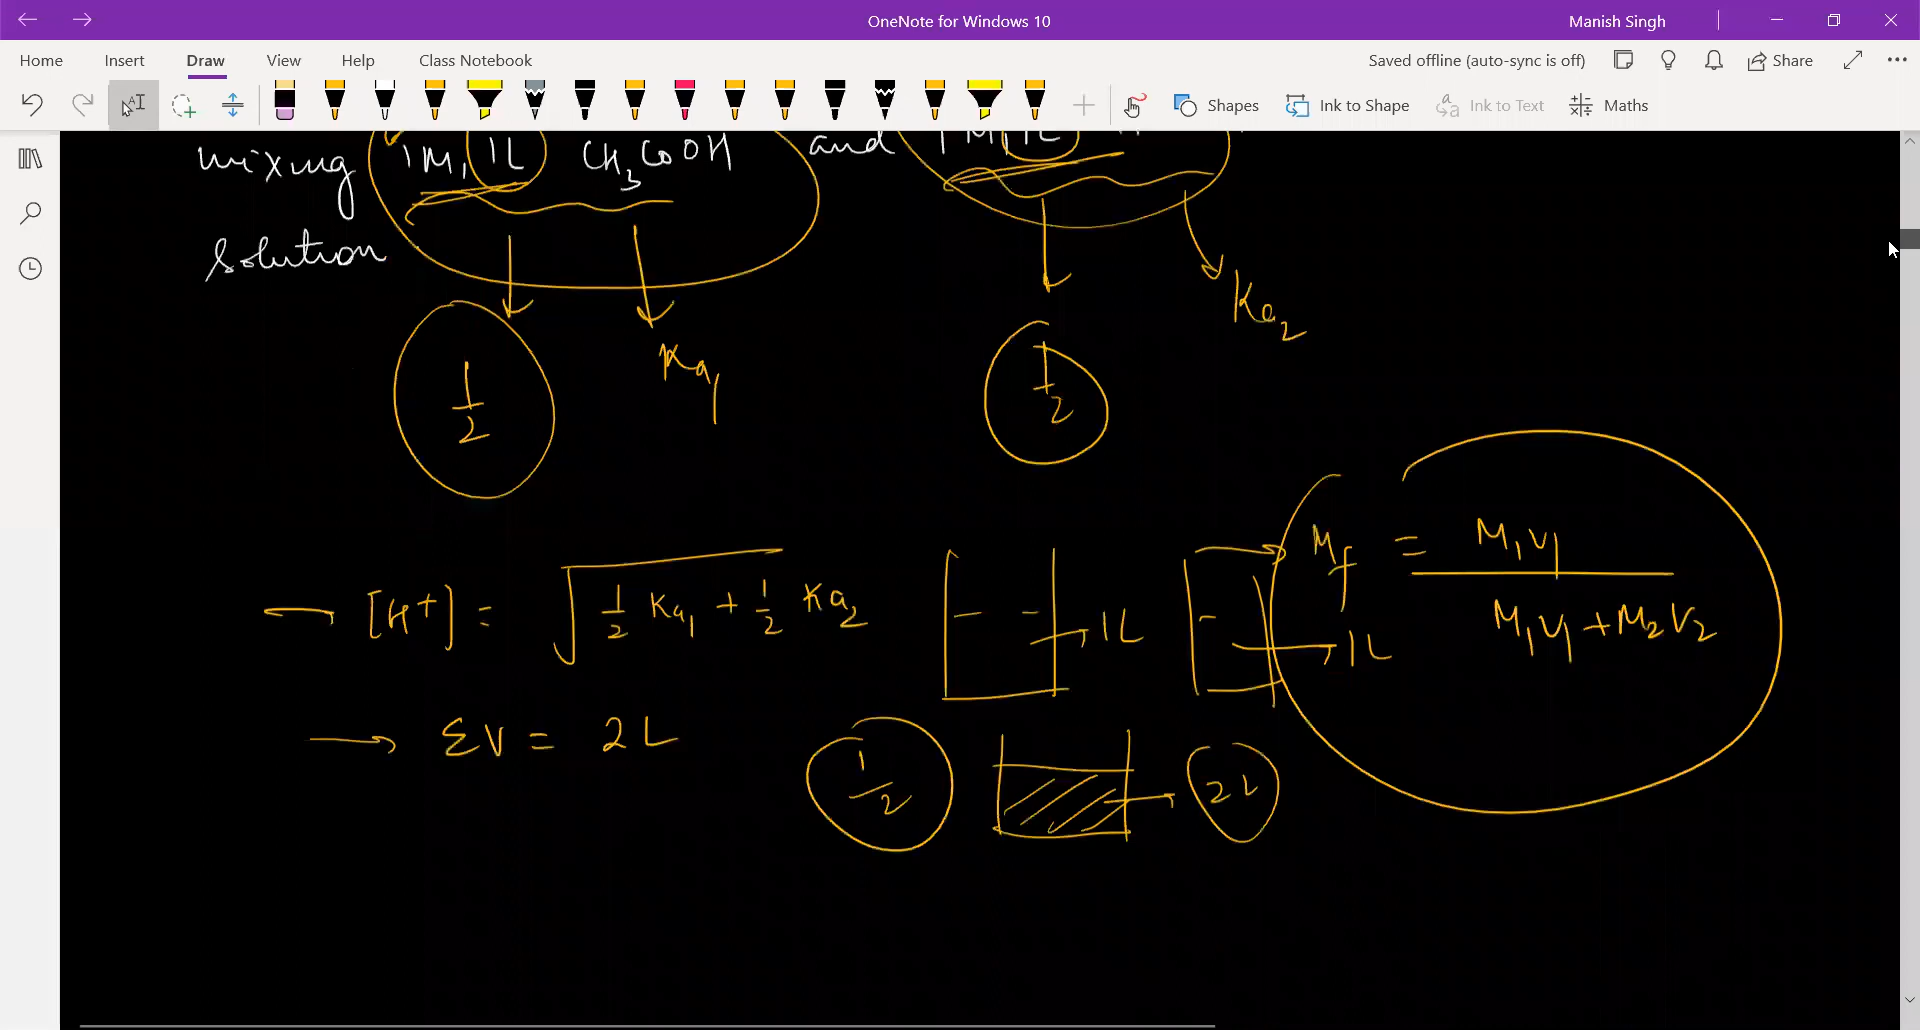 OneNote for Windows 10
Manish Singh
Home Insert Draw View Help Class Notebook
Saved offline (auto-sync is off) Share
Shapes Ink to Shape Ink to Text Maths
mixing 1M, 1L CH3COOH and 1M, 1L
solution
Ka2
1/2 Ka1 1/2
[H+] = √(1/2 Ka1 + 1/2 Ka2)
1L 1L
Mf = M1V1 / M1V1 + M2V2
→ ΣV = 2L
1/2 2L